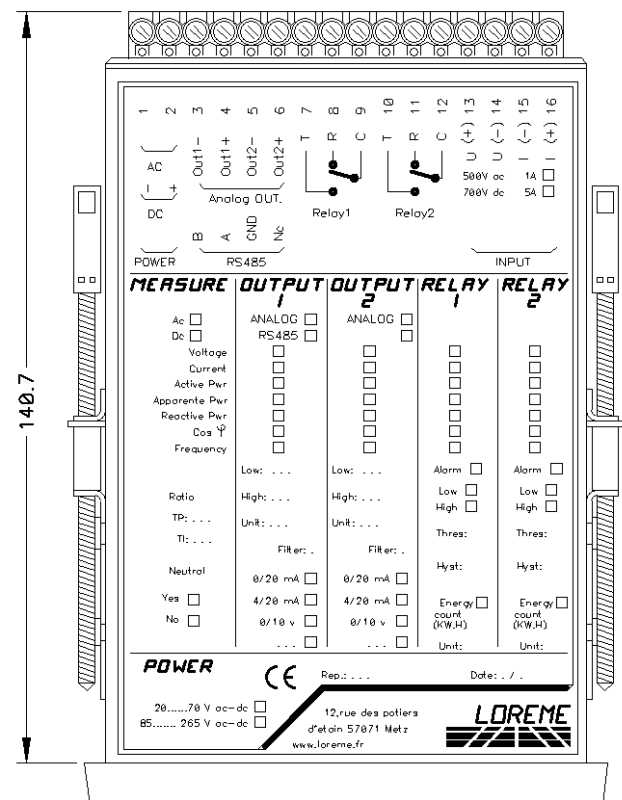 1 2 3 4 5 6 7 8 9 10 11 12 13 14 15 16
AC
Out1- Out1+ Out2- Out2+
T R C T R C
U (+) U (-) I (-) I (+)
500V ac 1A
700V dc 5A
- +
DC
Analog OUT.
Relay1 Relay2
B A GND Nc
POWER RS485 INPUT
MEASURE OUTPUT OUTPUT RELAY RELAY
1 2 1 2
Ac ANALOG ANALOG
Dc RS485
Voltage
Current
Active Pwr
Apparente Pwr
Reactive Pwr
Cos φ
Frequency
Low: ... Low: ... Alarm Alarm
Low Low
Ratio High: ... High: ... High High
TP: ... Unit: ... Unit: ...
TI: ... Thres: Thres:
Filter: . Filter: .
Neutral Hyst: Hyst:
0/20 mA 0/20 mA
Yes 4/20 mA 4/20 mA Energy Energy
No 0/10 v 0/10 v count count
(KW,H) (KW,H)
... ... Unit: Unit:
POWER
CE Rep.: ... Date: . / .
20......70 V ac-dc
85....... 265 V ac-dc
12,rue des potiers
d'etain 57071 Metz
www.loreme.fr
LOREME
140.7